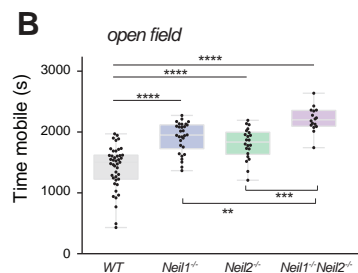 B
open field
****
****
****
Time mobile (s)
3000
2000
1000
0
***
**
WT Neil1-/- Neil2-/- Neil1-/-Neil2-/-